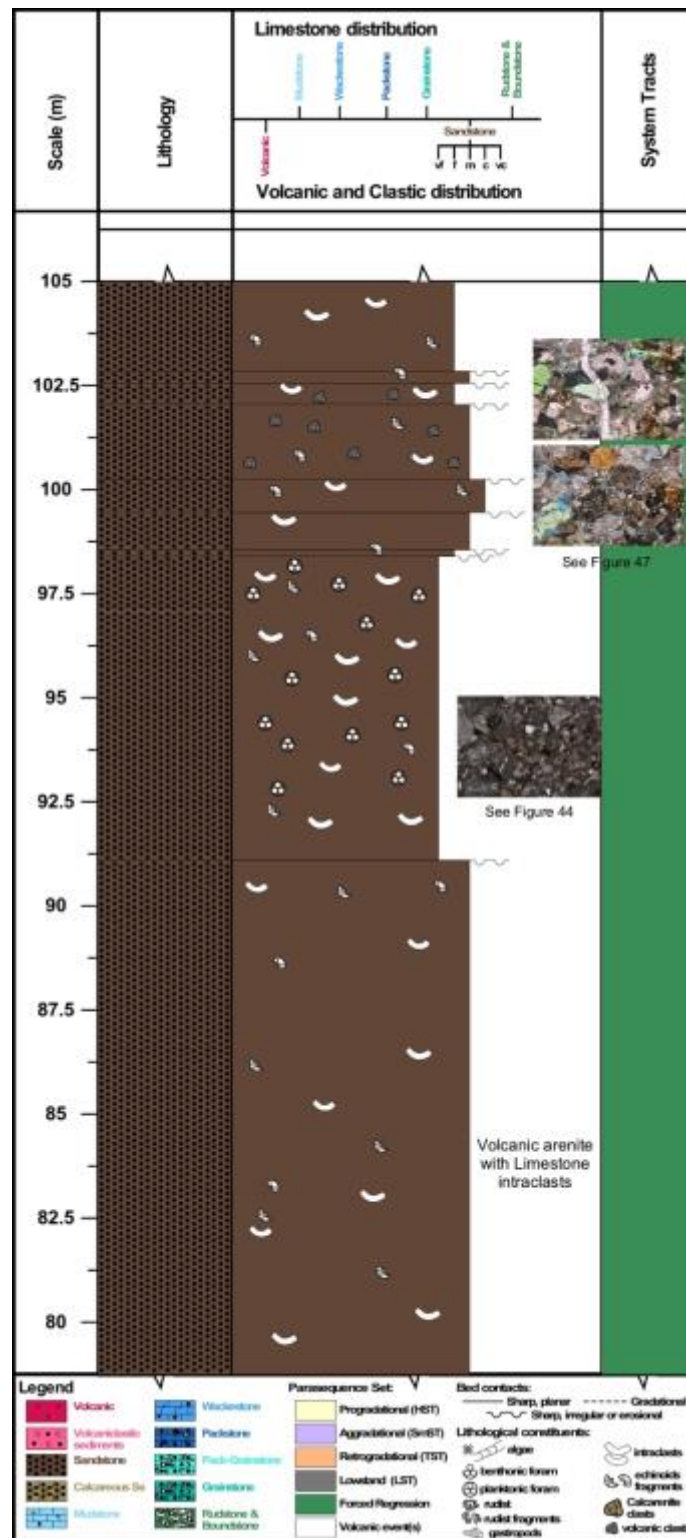 Scale (m)
Lithology
Limestone distribution
Mudstone
Wackestone
Packstone
Grainstone
Rudstone &
Boundstone
Volcanic
Sandstone
vf f m c vc
Volcanic and Clastic distribution
System Tracts
105
102.5
100
97.5
95
92.5
90
87.5
85
82.5
80
See Figure 47
See Figure 44
Volcanic arenite
with Limestone
intraclasts
Legend
Volcanic
Volcaniclastic
sediments
Sandstone
Calcareous Ss
Mudstone
Wackestone
Packstone
Pack-Grainstone
Grainstone
Rudstone &
Boundstone
Parasequence Set:
Progradational (HST)
Aggradational (SmST)
Retrogradational (TST)
Lowstand (LST)
Forced Regression
Volcanic event(s)
Bed contacts:
Sharp, planar
Gradational
Sharp, irregular or erosional
Lithological constituents:
algae
benthonic foram
planktonic foram
rudist
rudist fragments
gastropods
intraclasts
echinoids
fragments
Calcarenite
clasts
volcanic clast